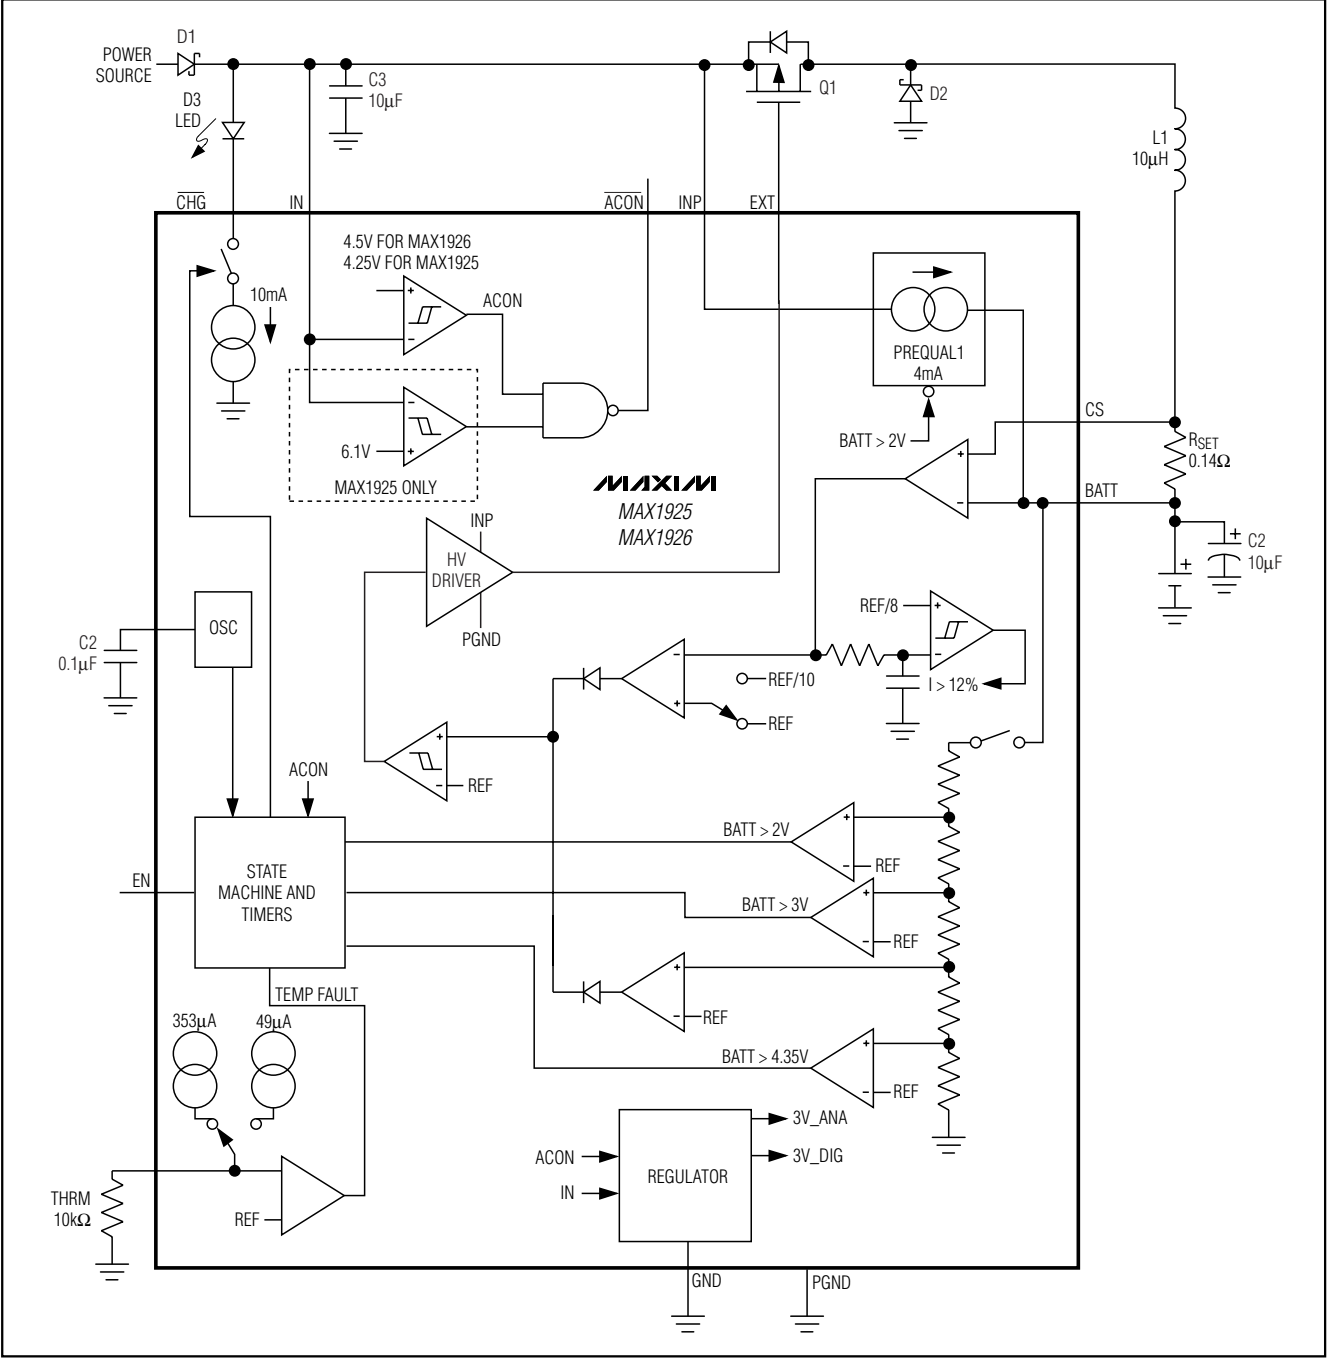 D1
POWER
SOURCE
C3
10µF
D3
LED
Q1
D2
L1
10µH
CHG
IN
ACON
INP
EXT
4.5V FOR MAX1926
4.25V FOR MAX1925
+
ACON
−
10mA
PREQUAL1
4mA
BATT > 2V
−
6.1V
+
MAX1925 ONLY
CS
RSET
0.14Ω
+
−
BATT
MAXIM
MAX1925
MAX1926
INP
HV
DRIVER
PGND
+
C2
10µF
+
OSC
C2
0.1µF
REF/8
+
−
I > 12%
−
REF/10
+
REF
+
−
REF
ACON
STATE
MACHINE AND
TIMERS
EN
BATT > 2V
+
−
REF
BATT > 3V
+
−
REF
+
−
REF
BATT > 4.35V
+
−
REF
TEMP FAULT
353µA
49µA
THRM
10kΩ
REF
ACON
IN
REGULATOR
3V_ANA
3V_DIG
GND
PGND